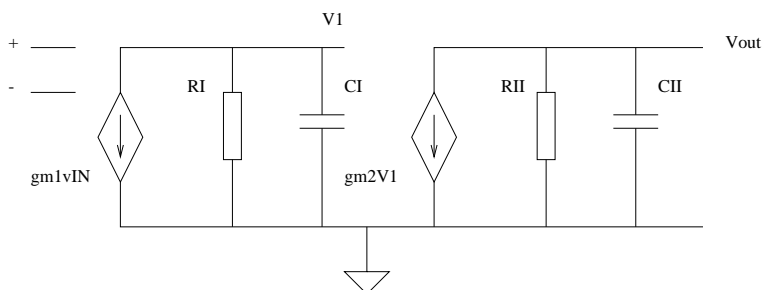 V1
+
Vout
-
RI
CI
RII
CII
gm1vIN
gm2V1